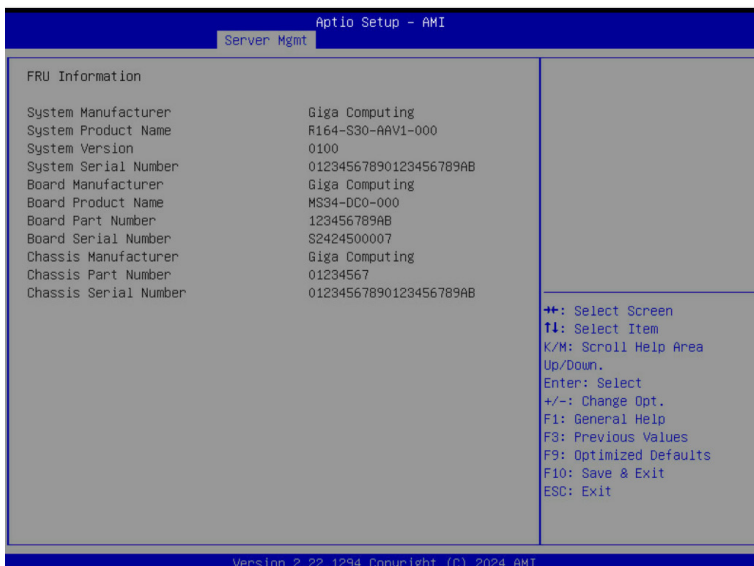 Aptio Setup – AMI
Server Mgmt
FRU Information
System Manufacturer Giga Computing
System Product Name R164-S30-AAV1-000
System Version 0100
System Serial Number 01234567890123456789AB
Board Manufacturer Giga Computing
Board Product Name MS34-DC0-000
Board Part Number 123456789AB
Board Serial Number S2424500007
Chassis Manufacturer Giga Computing
Chassis Part Number 01234567
Chassis Serial Number 01234567890123456789AB
→←: Select Screen
↑↓: Select Item
K/M: Scroll Help Area
Up/Down.
Enter: Select
+/-: Change Opt.
F1: General Help
F3: Previous Values
F9: Optimized Defaults
F10: Save & Exit
ESC: Exit
Version 2.22.1294 Copyright (C) 2024 AMI